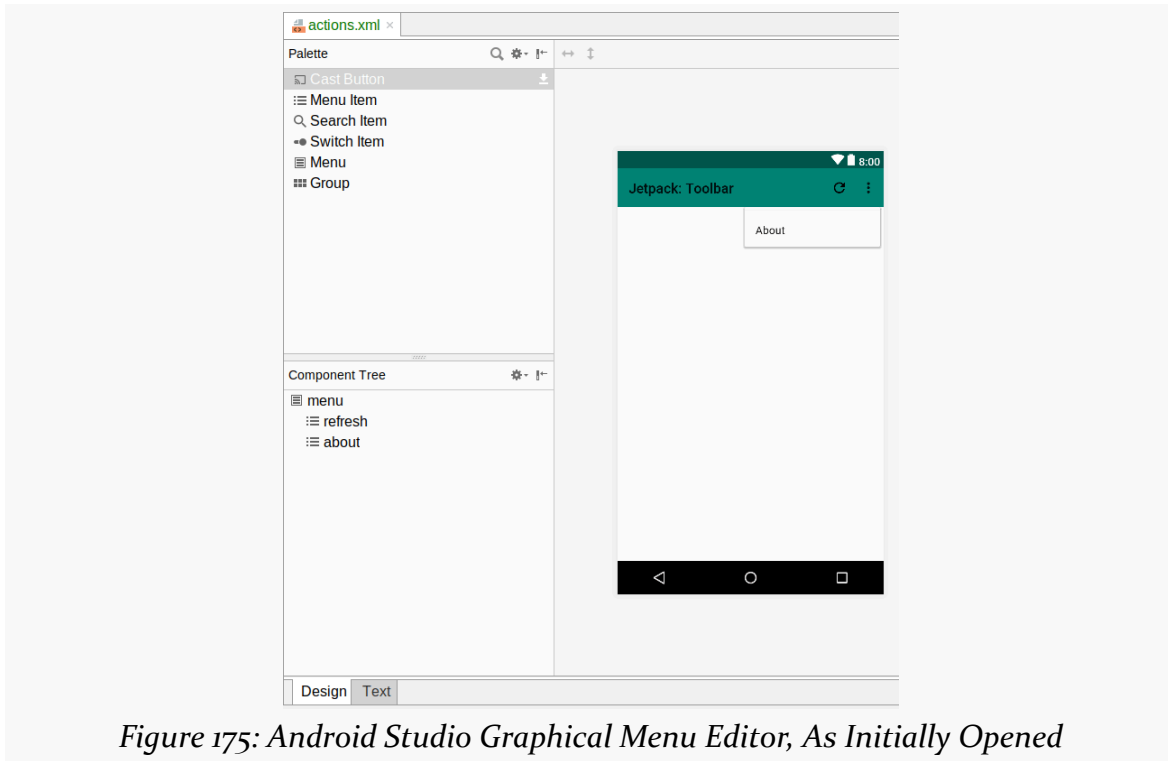 actions.xml
Palette
Cast Button
Menu Item
Search Item
Switch Item
Menu
Group
8:00
Jetpack: Toolbar
About
Component Tree
menu
refresh
about
Design Text
Figure 175: Android Studio Graphical Menu Editor, As Initially Opened